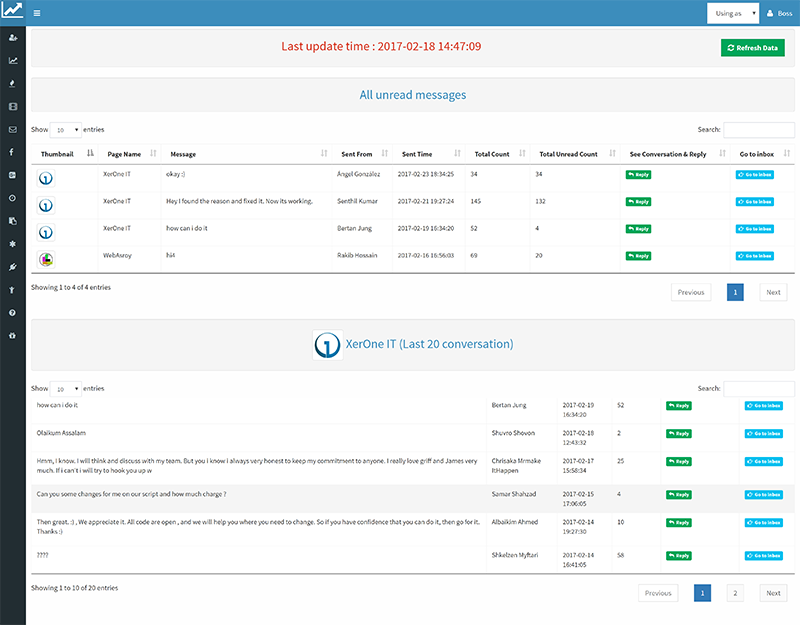 Using as Boss
Last update time : 2017-02-18 14:47:09
Refresh Data
All unread messages
Show 10 entries Search:
Thumbnail Page Name Message Sent From Sent Time Total Count Total Unread Count See Conversation & Reply Go to inbox
XerOne IT okay :) Angel González 2017-02-23 18:34:25 34 34 Reply Go to inbox
XerOne IT Hey I found the reason and fixed it. Now its working. Senthil Kumar 2017-02-21 19:27:24 145 132 Reply Go to inbox
XerOne IT how can i do it Bertan Jung 2017-02-19 16:34:20 52 4 Reply Go to inbox
WebAsroy hi4 Rakib Hossain 2017-02-16 16:56:03 69 20 Reply Go to inbox
Showing 1 to 4 of 4 entries
Previous 1 Next
XerOne IT (Last 20 conversation)
Show 10 entries Search:
how can i do it Bertan Jung 2017-02-19 52 Reply Go to inbox
16:34:20
Olaikum Assalam Shuvro Shovon 2017-02-18 2 Reply Go to inbox
12:43:32
Hmm, I know. I will think and discuss with my team. But you i know i always very honest to keep my commitment to anyone. I really love griff and James very Chrisaka Mrmake 2017-02-17 25 Reply Go to inbox
much. If i can't i will try to hook you up w ItHappen 15:58:34
Can you some changes for me on our script and how much charge ? Samar Shahzad 2017-02-15 4 Reply Go to inbox
17:06:05
Then great. :) , We appreciate it. All code are open , and we will help you where you need to change. So if you have confidence that you can do it, then go for it. Albaikim Ahmed 2017-02-14 10 Reply Go to inbox
Thanks :) 19:27:30
???? Shkelzen Myftari 2017-02-14 58 Reply Go to inbox
16:41:05
Showing 1 to 10 of 20 entries
Previous 1 2 Next